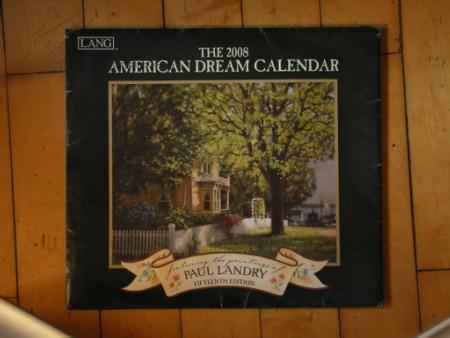 LANG
THE 2008
AMERICAN DREAM CALENDAR
featuring the paintings of
PAUL LANDRY
FIFTEENTH EDITION